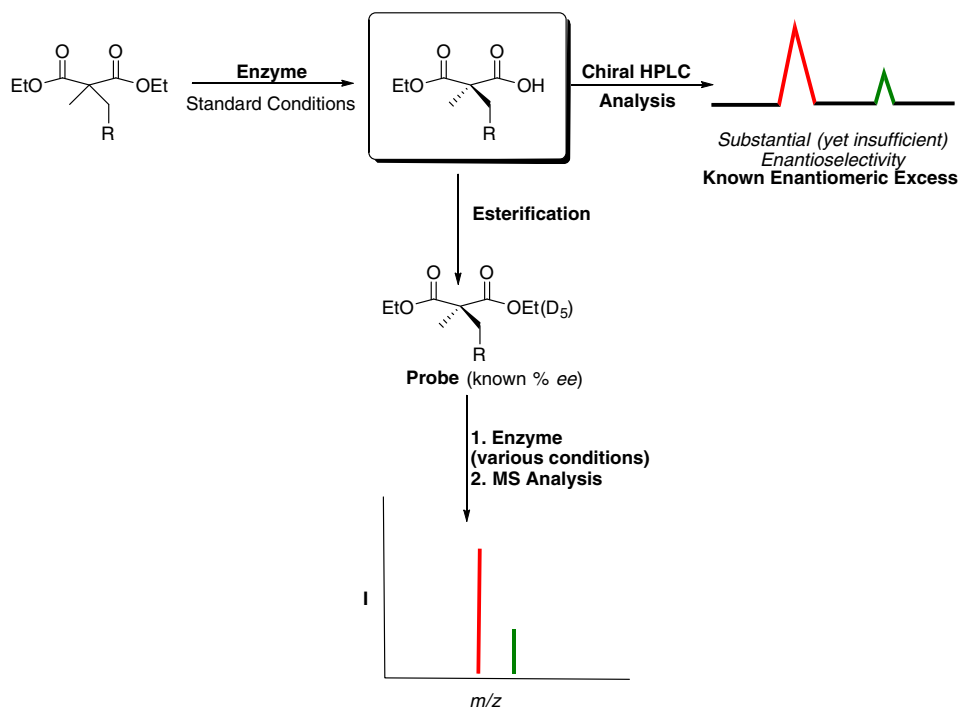 O O
EtO OEt
R
Enzyme
Standard Conditions
O O
EtO OH
R
Chiral HPLC
Analysis
Substantial (yet insufficient)
Enantioselectivity
Known Enantiomeric Excess
Esterification
O O
EtO OEt(D5)
R
Probe (known % ee)
1. Enzyme
(various conditions)
2. MS Analysis
I
m/z